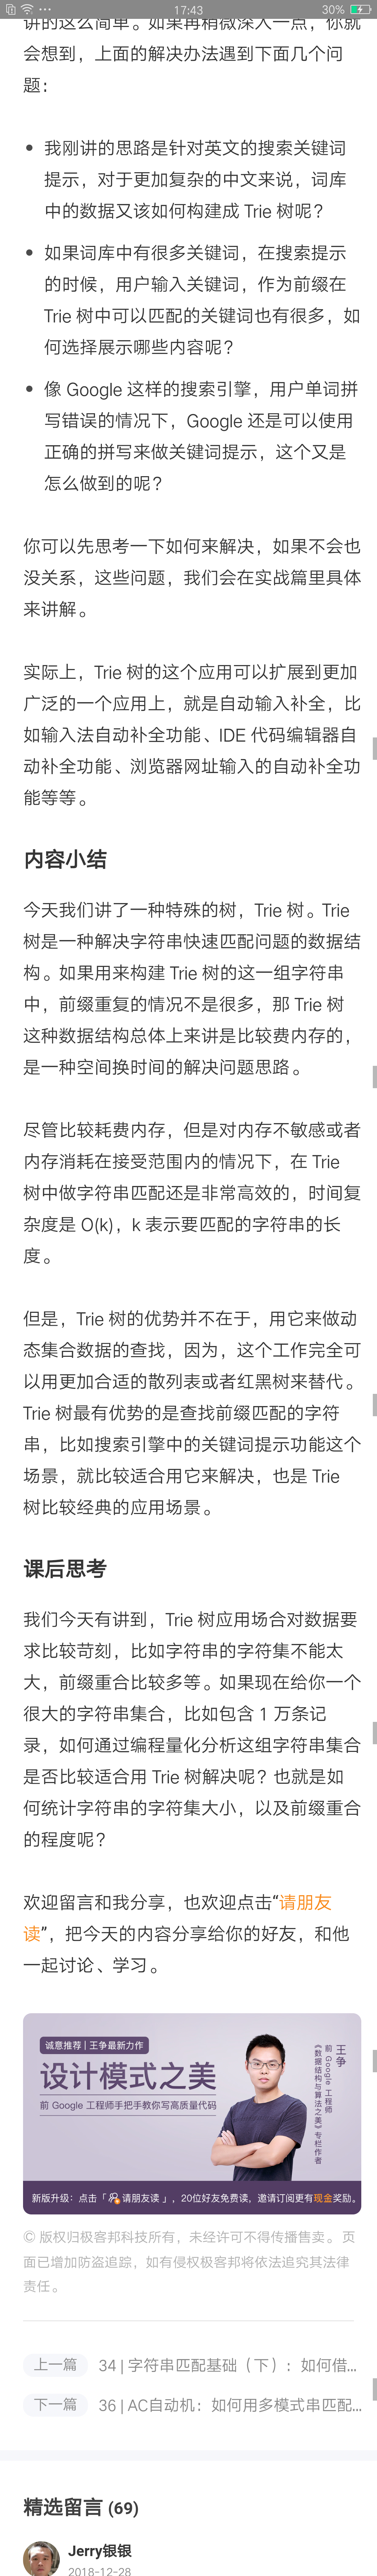 17:43
30%
讲的这么简单。如果再稍微深入一点，你就
会想到，上面的解决办法遇到下面几个问
题：
我刚讲的思路是针对英文的搜索关键词
提示，对于更加复杂的中文来说，词库
中的数据又该如何构建成 Trie 树呢？
如果词库中有很多关键词，在搜索提示
的时候，用户输入关键词，作为前缀在
Trie 树中可以匹配的关键词也有很多，如
何选择展示哪些内容呢？
像 Google 这样的搜索引擎，用户单词拼
写错误的情况下，Google 还是可以使用
正确的拼写来做关键词提示，这个又是
怎么做到的呢？
你可以先思考一下如何来解决，如果不会也
没关系，这些问题，我们会在实战篇里具体
来讲解。
实际上，Trie 树的这个应用可以扩展到更加
广泛的一个应用上，就是自动输入补全，比
如输入法自动补全功能、IDE 代码编辑器自
动补全功能、浏览器网址输入的自动补全功
能等等。
内容小结
今天我们讲了一种特殊的树，Trie 树。Trie
树是一种解决字符串快速匹配问题的数据结
构。如果用来构建 Trie 树的这一组字符串
中，前缀重复的情况不是很多，那 Trie 树
这种数据结构总体上来讲是比较费内存的，
是一种空间换时间的解决问题思路。
尽管比较耗费内存，但是对内存不敏感或者
内存消耗在接受范围内的情况下，在 Trie
树中做字符串匹配还是非常高效的，时间复
杂度是 O(k)，k 表示要匹配的字符串的长
度。
但是，Trie 树的优势并不在于，用它来做动
态集合数据的查找，因为，这个工作完全可
以用更加合适的散列表或者红黑树来替代。
Trie 树最有优势的是查找前缀匹配的字符
串，比如搜索引擎中的关键词提示功能这个
场景，就比较适合用它来解决，也是 Trie
树比较经典的应用场景。
课后思考
我们今天有讲到，Trie 树应用场合对数据要
求比较苛刻，比如字符串的字符集不能太
大，前缀重合比较多等。如果现在给你一个
很大的字符串集合，比如包含 1 万条记
录，如何通过编程量化分析这组字符串集合
是否比较适合用 Trie 树解决呢？也就是如
何统计字符串的字符集大小，以及前缀重合
的程度呢？
欢迎留言和我分享，也欢迎点击“请朋友
读”，把今天的内容分享给你的好友，和他
一起讨论、学习。
诚意推荐 | 王争最新力作
设计模式之美
前 Google 工程师手把手教你写高质量代码
王争
前 Google 工程师
《数据结构与算法之美》专栏作者
新版升级：点击「 请朋友读 」，20位好友免费读，邀请订阅更有现金奖励。
© 版权归极客邦科技所有，未经许可不得传播售卖。页
面已增加防盗追踪，如有侵权极客邦将依法追究其法律
责任。
上一篇 34 | 字符串匹配基础（下）：如何借...
下一篇 36 | AC自动机：如何用多模式串匹配...
精选留言 (69)
Jerry银银
2018-12-28